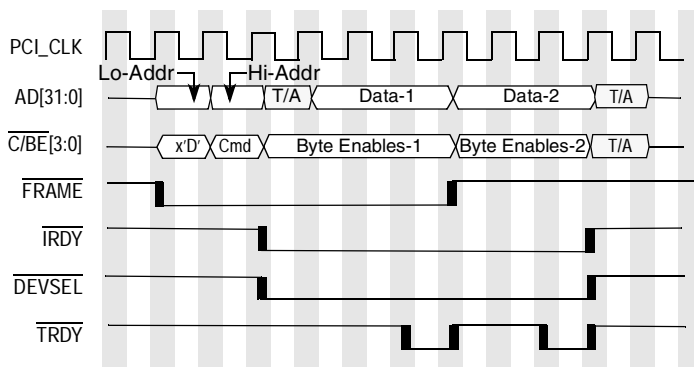 PCI_CLK
Lo-Addr Hi-Addr
AD[31:0] T/A Data-1 Data-2 T/A
C/BE[3:0] x'D' Cmd Byte Enables-1 Byte Enables-2 T/A
FRAME
IRDY
DEVSEL
TRDY